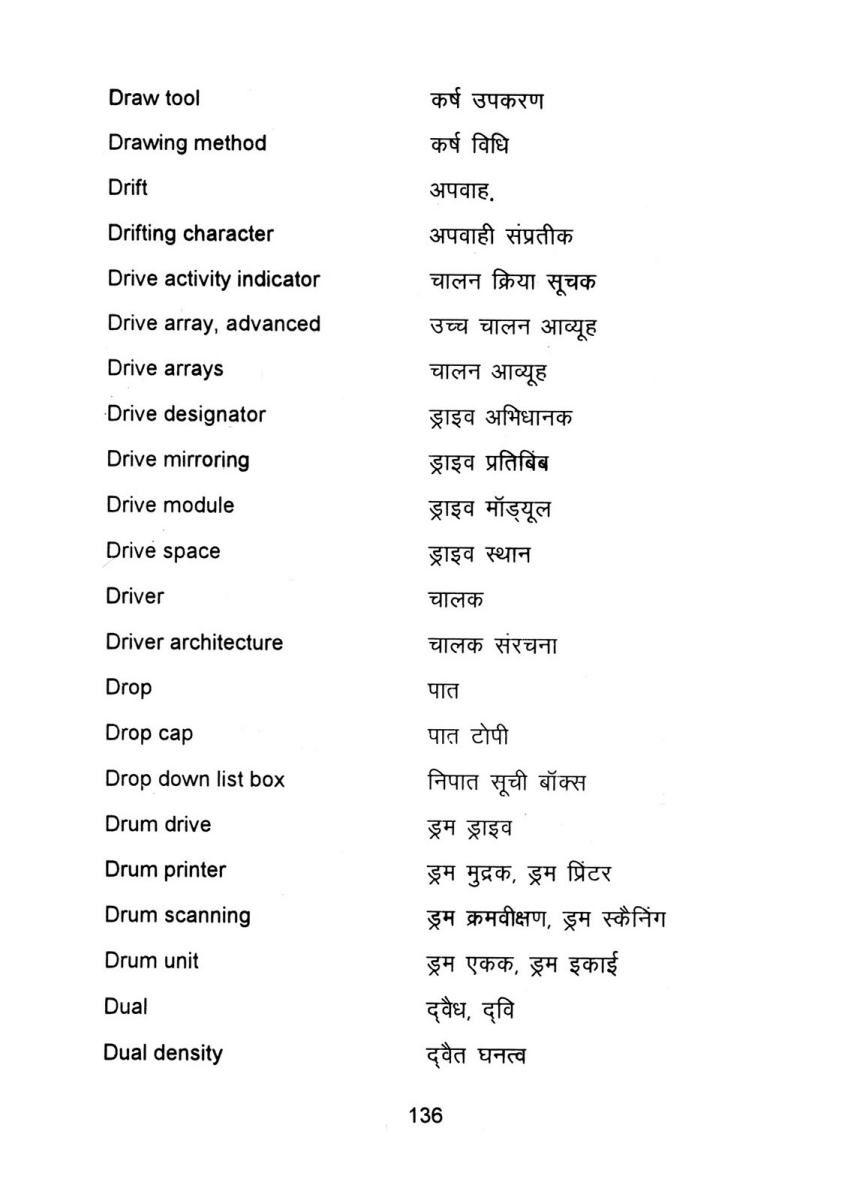 Draw tool कर्ष उपकरण
Drawing method कर्ष विधि
Drift अपवाह.
Drifting character अपवाही संप्रतीक
Drive activity indicator चालन क्रिया सूचक
Drive array, advanced उच्च चालन आव्यूह
Drive arrays चालन आव्यूह
Drive designator ड्राइव अभिधानक
Drive mirroring ड्राइव प्रतिबिंब
Drive module ड्राइव मॉड्यूल
Drive space ड्राइव स्थान
Driver चालक
Driver architecture चालक संरचना
Drop पात
Drop cap पात टोपी
Drop down list box निपात सूची बॉक्स
Drum drive ड्रम ड्राइव
Drum printer ड्रम मुद्रक, ड्रम प्रिंटर
Drum scanning ड्रम क्रमवीक्षण, ड्रम स्कैनिंग
Drum unit ड्रम एकक, ड्रम इकाई
Dual द्वैध, द्वि
Dual density द्वैत घनत्व
136